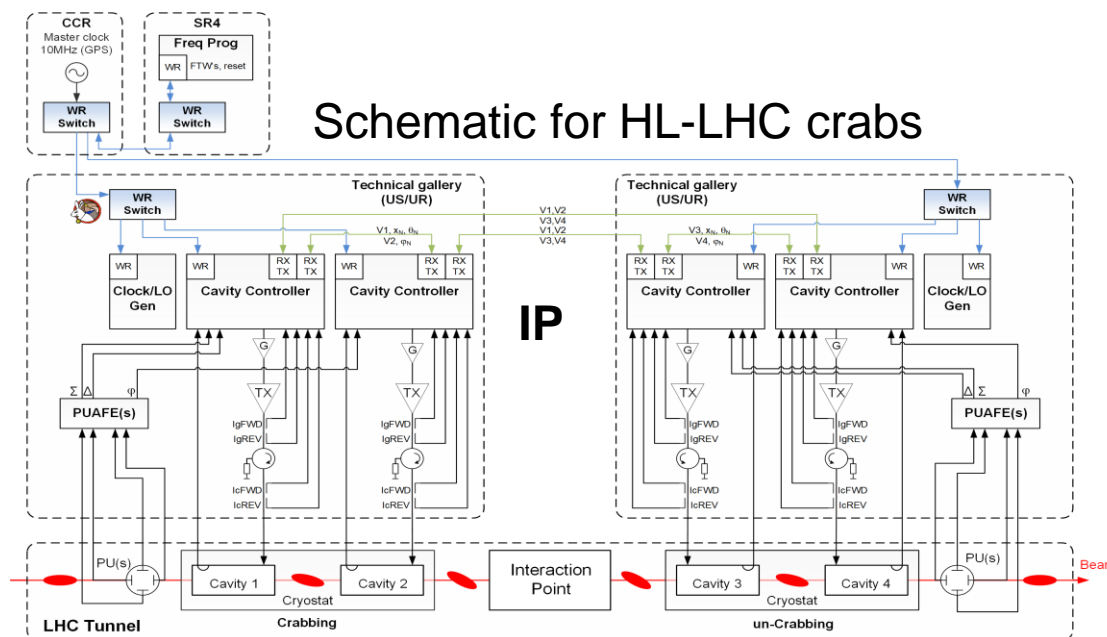 CCR
Master clock
10MHz (GPS)
WR
Switch
SR4
Freq Prog
WR
FTW's, reset
WR
Switch
Schematic for HL-LHC crabs
Technical gallery
(US/UR)
WR
Switch
WR
Clock/LO
Gen
WR
RX
TX
RX
TX
Cavity Controller
WR
RX
TX
RX
TX
Cavity Controller
V1, xN, θN
V2, φN
V1,V2
V3,V4
V1,V2
V3,V4
V3, xN, θN
V4, φN
IP
Technical gallery
(US/UR)
WR
Switch
RX
TX
RX
TX
WR
Cavity Controller
RX
TX
RX
TX
WR
Cavity Controller
WR
Clock/LO
Gen
G
TX
IgFWD
IgREV
IcFWD
IcREV
G
TX
IgFWD
IgREV
IcFWD
IcREV
G
TX
IgFWD
IgREV
IcFWD
IcREV
G
TX
IgFWD
IgREV
IcFWD
IcREV
Σ Δ φ
PUAFE(s)
Δ Σ φ
PUAFE(s)
PU(s)
Cavity 1
Cavity 2
Cryostat
Crabbing
Interaction
Point
Cavity 3
Cavity 4
Cryostat
un-Crabbing
PU(s)
Beam
LHC Tunnel